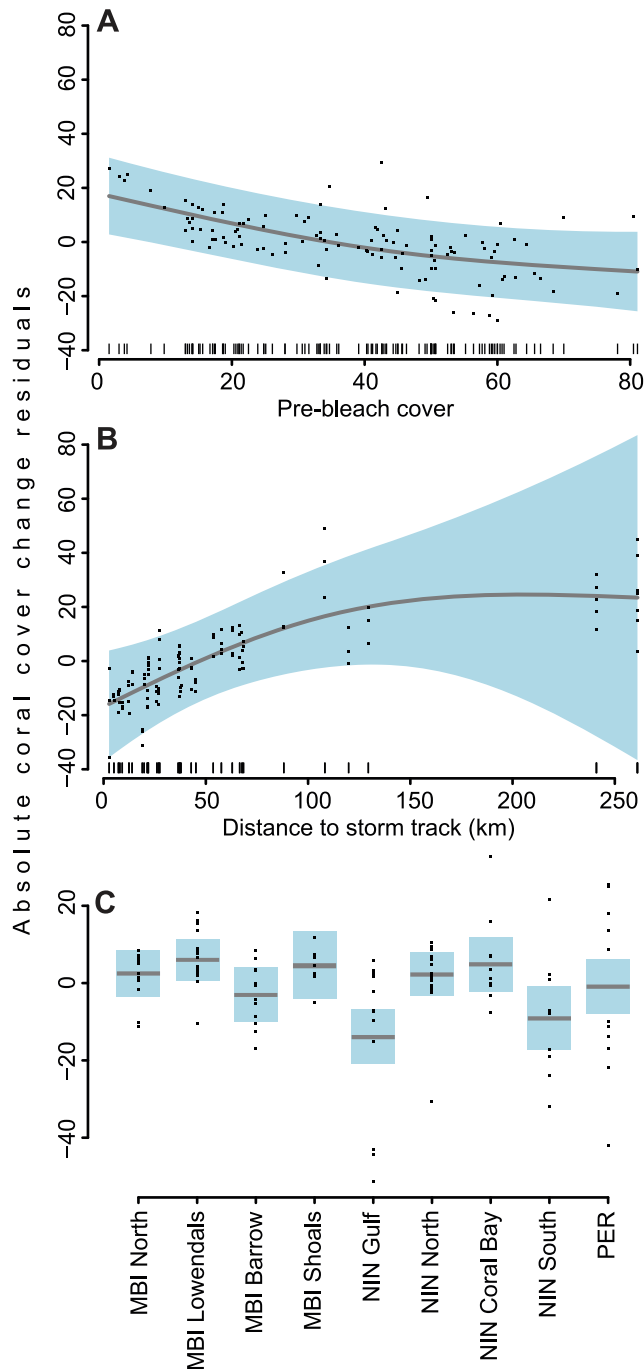 Absolute coral cover change residuals
A
80
60
40
20
0
−20
−40
0 20 40 60 80
Pre-bleach cover
B
80
60
40
20
0
−20
−40
0 50 100 150 200 250
Distance to storm track (km)
C
20
0
−20
−40
MBI North
MBI Lowendals
MBI Barrow
MBI Shoals
NIN Gulf
NIN North
NIN Coral Bay
NIN South
PER